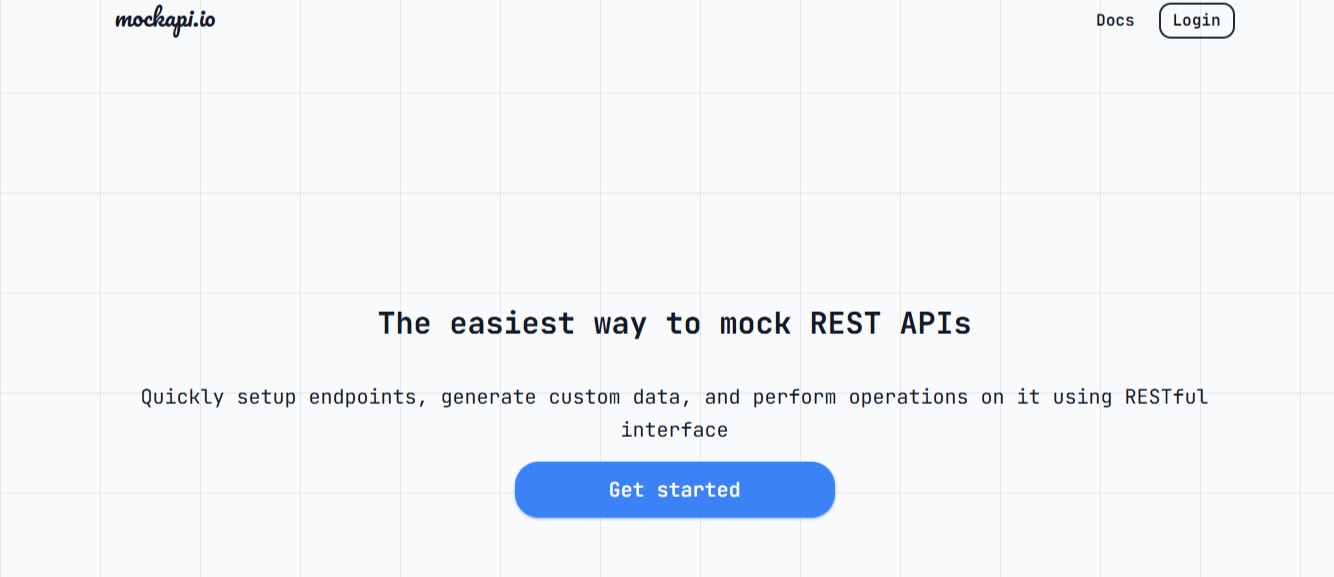 mockapi.io
Docs
Login
The easiest way to mock REST APIs
Quickly setup endpoints, generate custom data, and perform operations on it using RESTful
interface
Get started